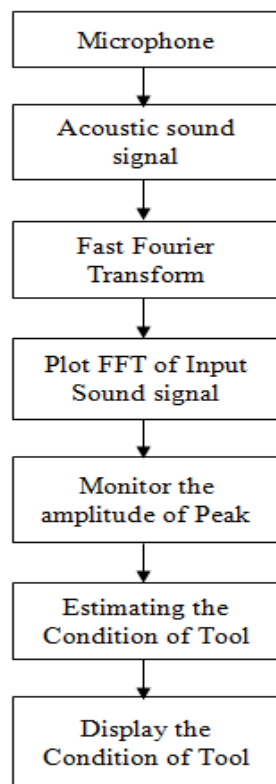 Microphone
Acoustic sound
signal
Fast Fourier
Transform
Plot FFT of Input
Sound signal
Monitor the
amplitude of Peak
Estimating the
Condition of Tool
Display the
Condition of Tool